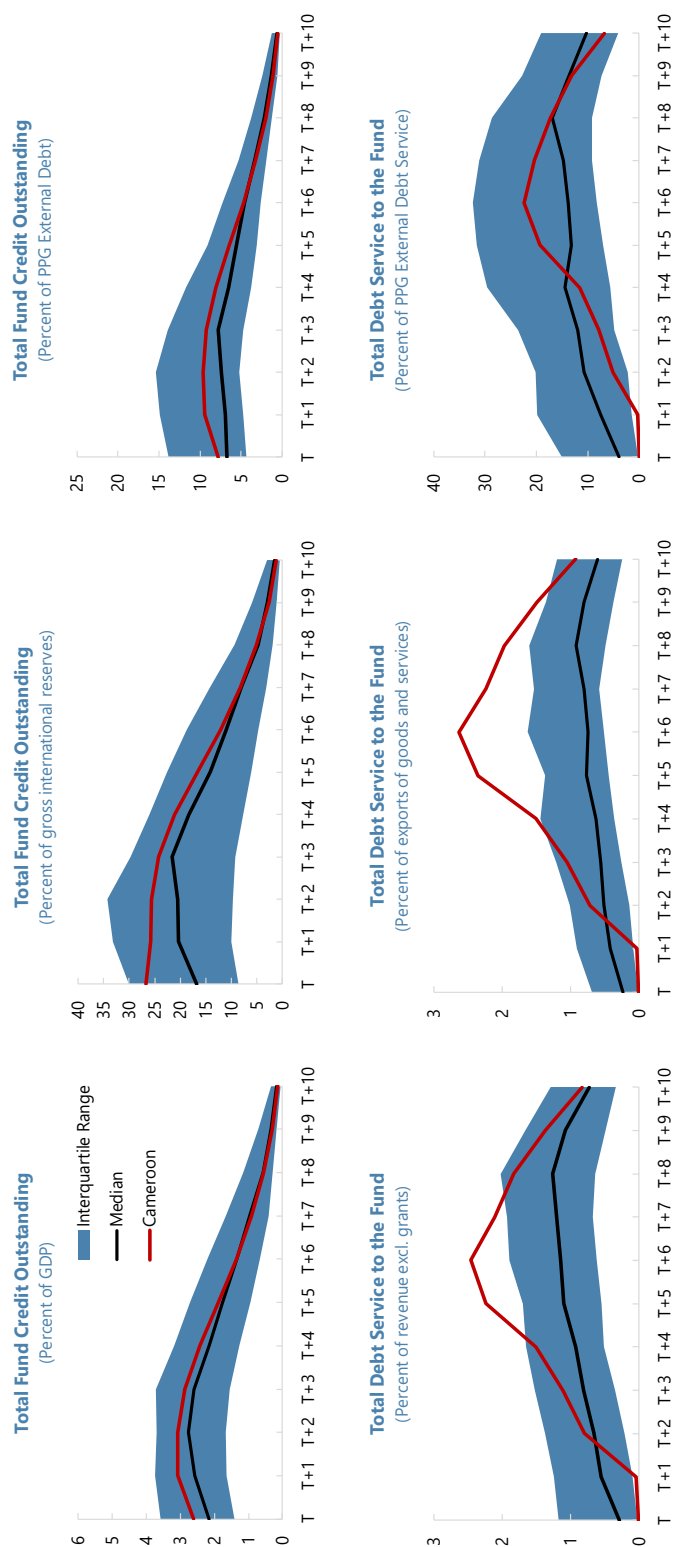 Total Fund Credit Outstanding
(Percent of GDP)
6
5
4
3
2
1
0
Interquartile Range
Median
Cameroon
T T+1 T+2 T+3 T+4 T+5 T+6 T+7 T+8 T+9 T+10
Total Fund Credit Outstanding
(Percent of gross international reserves)
40
35
30
25
20
15
10
5
0
T T+1 T+2 T+3 T+4 T+5 T+6 T+7 T+8 T+9 T+10
Total Fund Credit Outstanding
(Percent of PPG External Debt)
25
20
15
10
5
0
T T+1 T+2 T+3 T+4 T+5 T+6 T+7 T+8 T+9 T+10
Total Debt Service to the Fund
(Percent of revenue excl. grants)
3
2
1
0
T T+1 T+2 T+3 T+4 T+5 T+6 T+7 T+8 T+9 T+10
Total Debt Service to the Fund
(Percent of exports of goods and services)
3
2
1
0
T T+1 T+2 T+3 T+4 T+5 T+6 T+7 T+8 T+9 T+10
Total Debt Service to the Fund
(Percent of PPG External Debt Service)
40
30
20
10
0
T T+1 T+2 T+3 T+4 T+5 T+6 T+7 T+8 T+9 T+10